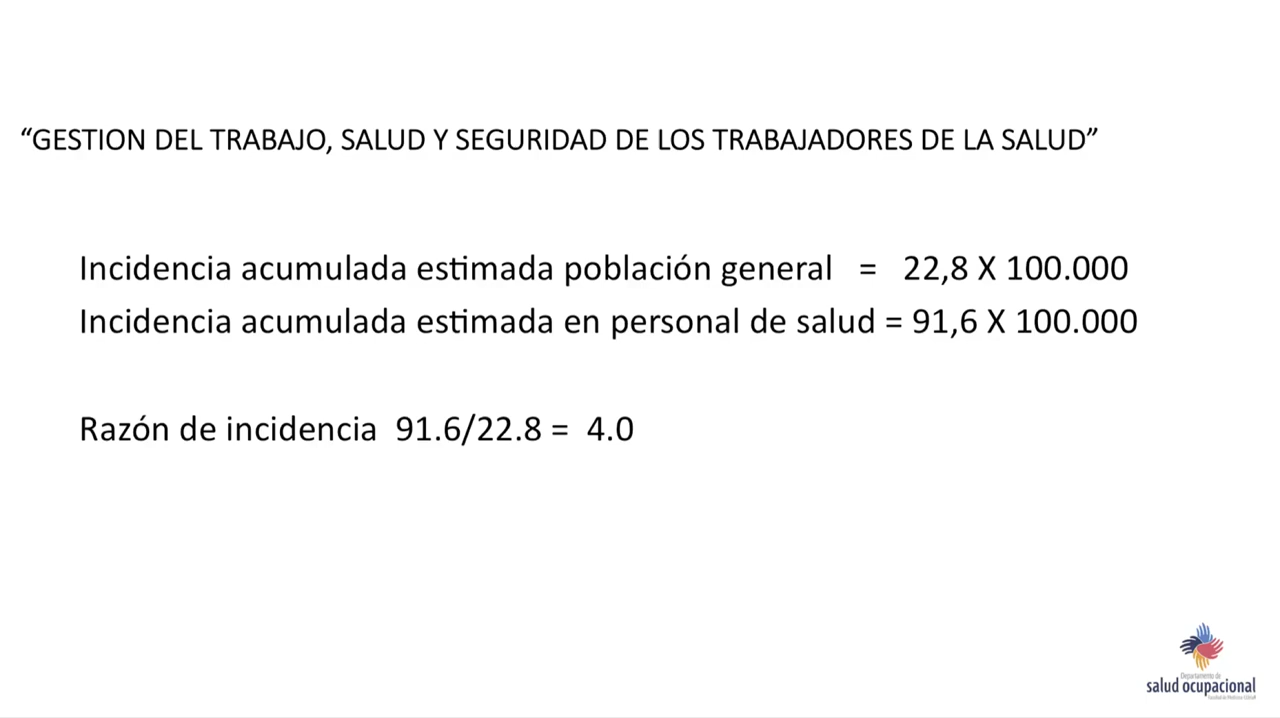 “GESTION DEL TRABAJO, SALUD Y SEGURIDAD DE LOS TRABAJADORES DE LA SALUD”
Incidencia acumulada estimada población general = 22,8 X 100.000
Incidencia acumulada estimada en personal de salud = 91,6 X 100.000
Razón de incidencia 91.6/22.8 = 4.0
Departamento de
salud ocupacional